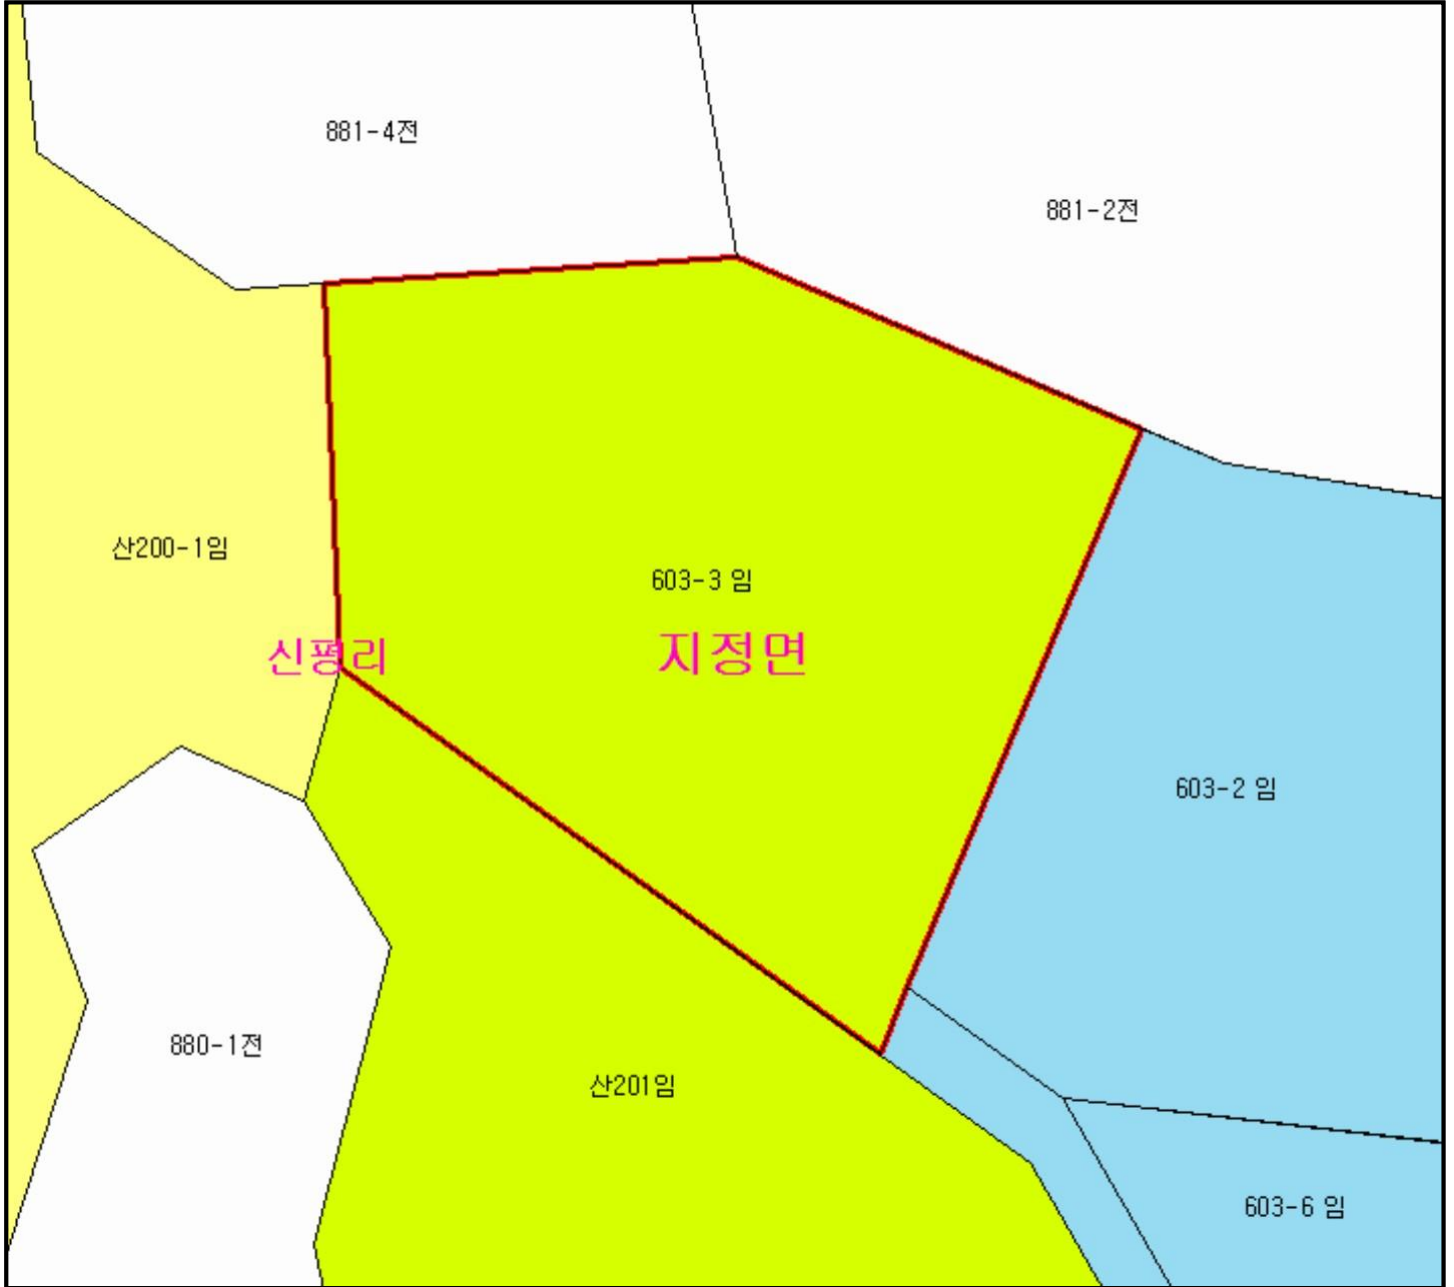 881-4전
881-2전
산200-1임
603-3 임
신평리
지정면
603-2 임
880-1전
산201임
603-6 임